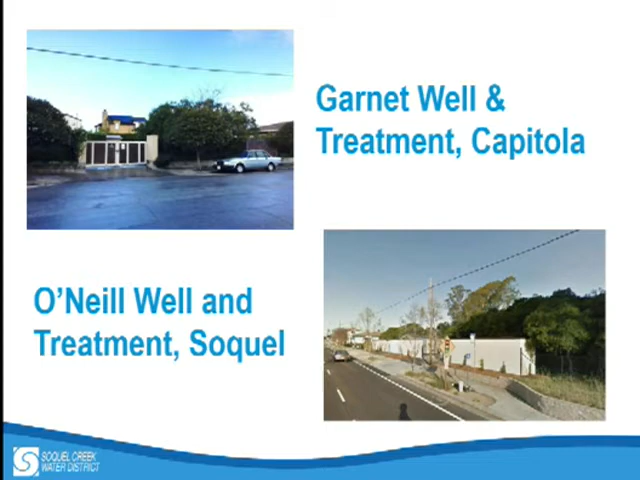 Garnet Well &
Treatment, Capitola
O'Neill Well and
Treatment, Soquel
SOQUEL CREEK
WATER DISTRICT